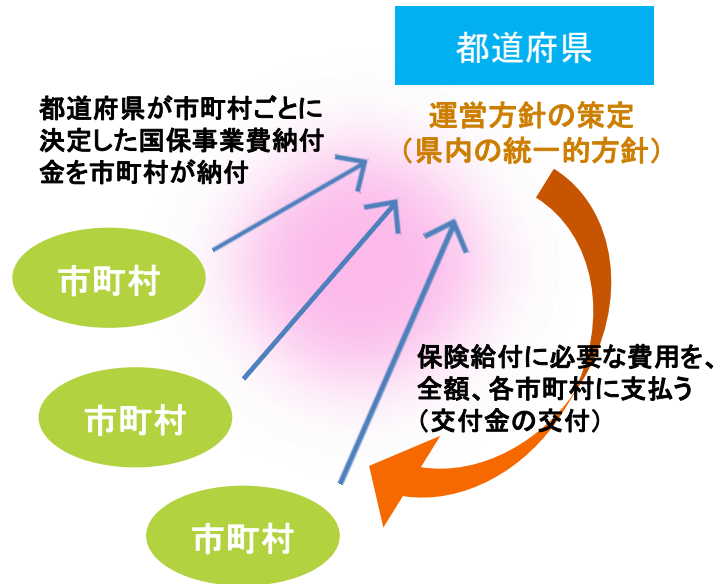 都道府県
運営方針の策定
（県内の統一的方針）
都道府県が市町村ごとに
決定した国保事業費納付
金を市町村が納付
市町村
市町村
市町村
保険給付に必要な費用を、
全額、各市町村に支払う
（交付金の交付）